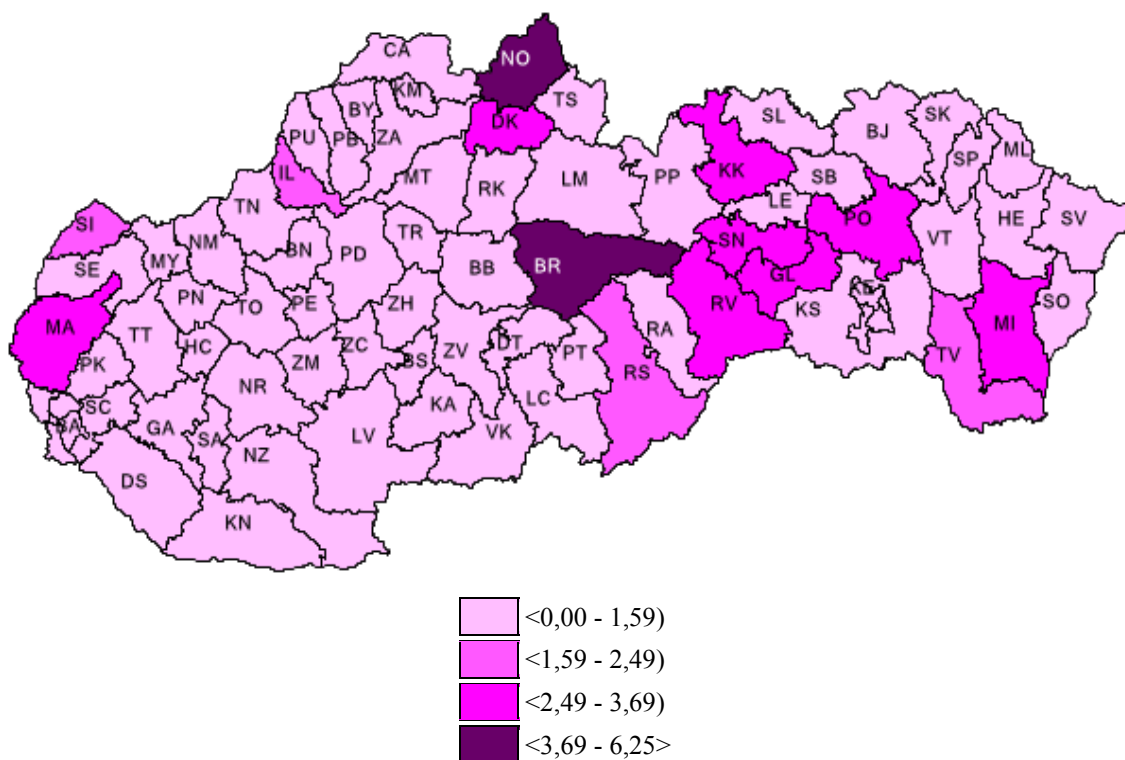 CA
NO
KM
TS
BY
DK
SL
SK
PU
PB
ZA
BJ
ML
SP
IL
MT
RK
LM
PP
KK
SB
LE
TN
SI
TR
PO
HE
SV
NM
BN
PD
SN
VT
MY
SE
BB
BR
GL
PN
TO
PE
ZH
RV
KE
KS
SO
MA
TT
HC
ZC
DT
RA
MI
PK
ZM
BS
ZV
PT
TV
NR
RS
SC
KA
LC
BA
GA
SA
LV
VK
NZ
DS
KN
<0,00 - 1,59)
<1,59 - 2,49)
<2,49 - 3,69)
<3,69 - 6,25>